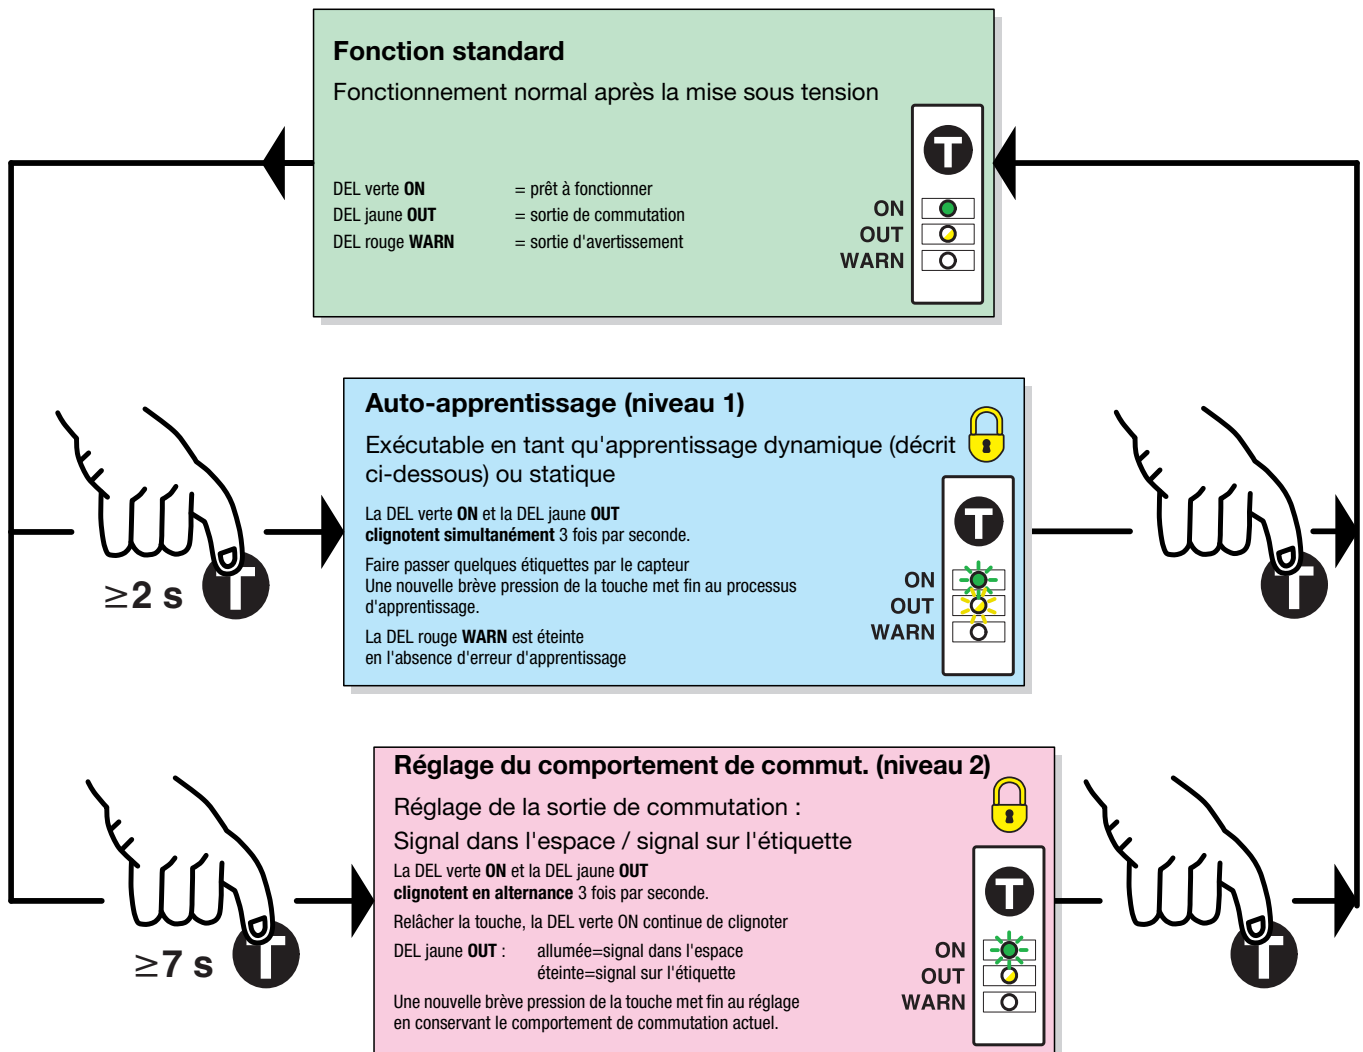 Fonction standard
Fonctionnement normal après la mise sous tension
DEL verte ON = prêt à fonctionner
DEL jaune OUT = sortie de commutation
DEL rouge WARN = sortie d'avertissement
T
ON
OUT
WARN
Auto-apprentissage (niveau 1)
Exécutable en tant qu'apprentissage dynamique (décrit
ci-dessous) ou statique
La DEL verte ON et la DEL jaune OUT
clignotent simultanément 3 fois par seconde.
Faire passer quelques étiquettes par le capteur
Une nouvelle brève pression de la touche met fin au processus
d'apprentissage.
La DEL rouge WARN est éteinte
en l'absence d'erreur d'apprentissage
T
ON
OUT
WARN
≥2 s
T
T
Réglage du comportement de commut. (niveau 2)
Réglage de la sortie de commutation :
Signal dans l'espace / signal sur l'étiquette
La DEL verte ON et la DEL jaune OUT
clignotent en alternance 3 fois par seconde.
Relâcher la touche, la DEL verte ON continue de clignoter
DEL jaune OUT : allumée=signal dans l'espace
éteinte=signal sur l'étiquette
Une nouvelle brève pression de la touche met fin au réglage
en conservant le comportement de commutation actuel.
T
ON
OUT
WARN
≥7 s
T
T